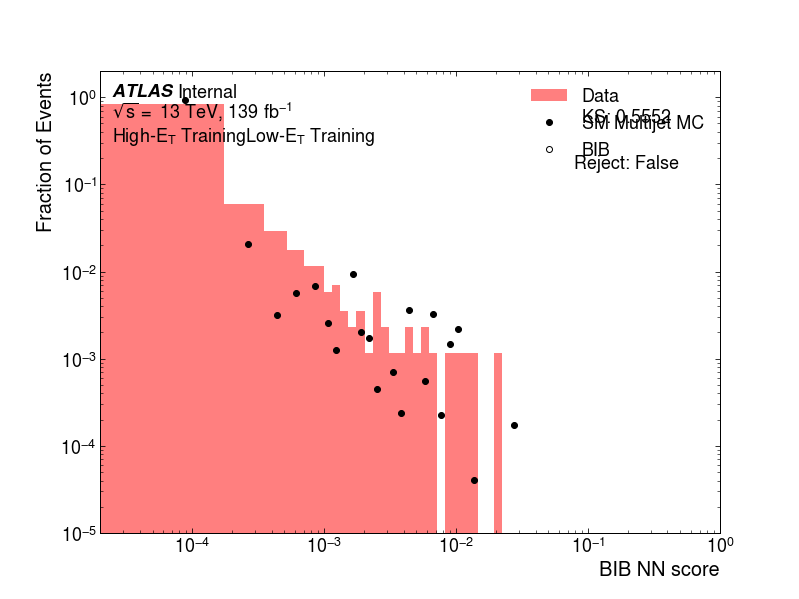 ATLAS Internal
√s = 13 TeV, 139 fb⁻¹
High-E_T TrainingLow-E_T Training
Data
KS: 0.5552
SM Multijet MC
BIB
Reject: False
Fraction of Events
10⁰
10⁻¹
10⁻²
10⁻³
10⁻⁴
10⁻⁵
10⁻⁴
10⁻³
10⁻²
10⁻¹
10⁰
BIB NN score